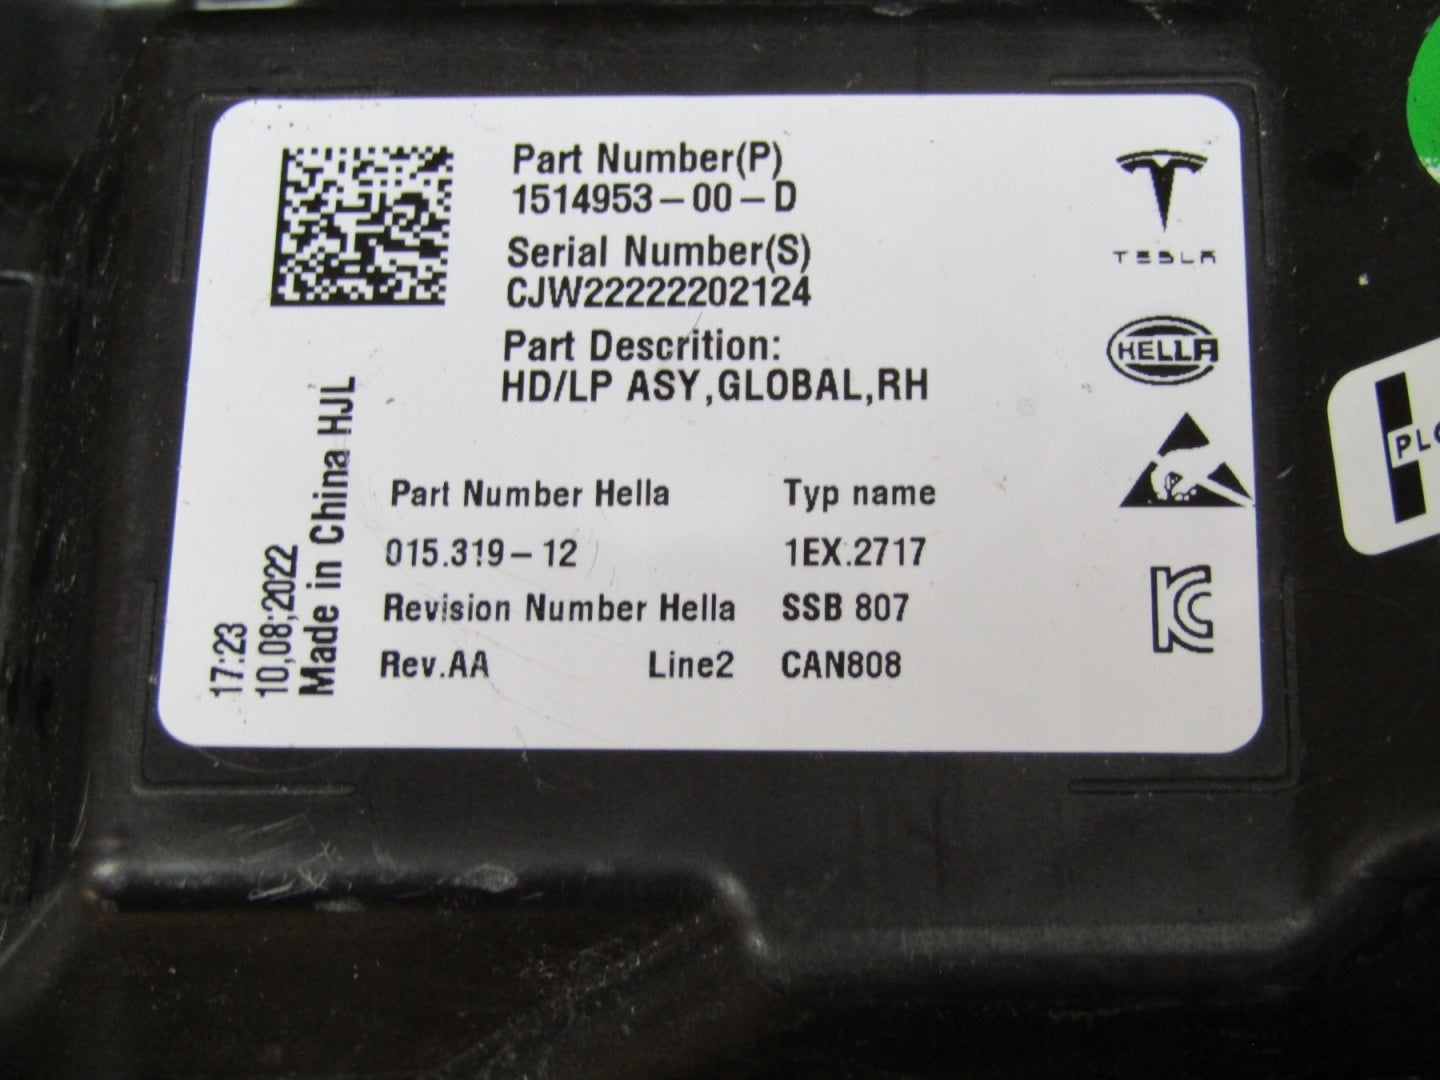 Part Number(P)
1514953-00-D
Serial Number(S)
CJW22222202124
Part Descrition:
HD/LP ASY,GLOBAL,RH
TESLA
HELLA
Part Number Hella
Typ name
015.319-12
1EX.2717
Revision Number Hella
SSB 807
Rev.AA
Line2
CAN808
17:23
10,08;2022
Made in China HJL
KC